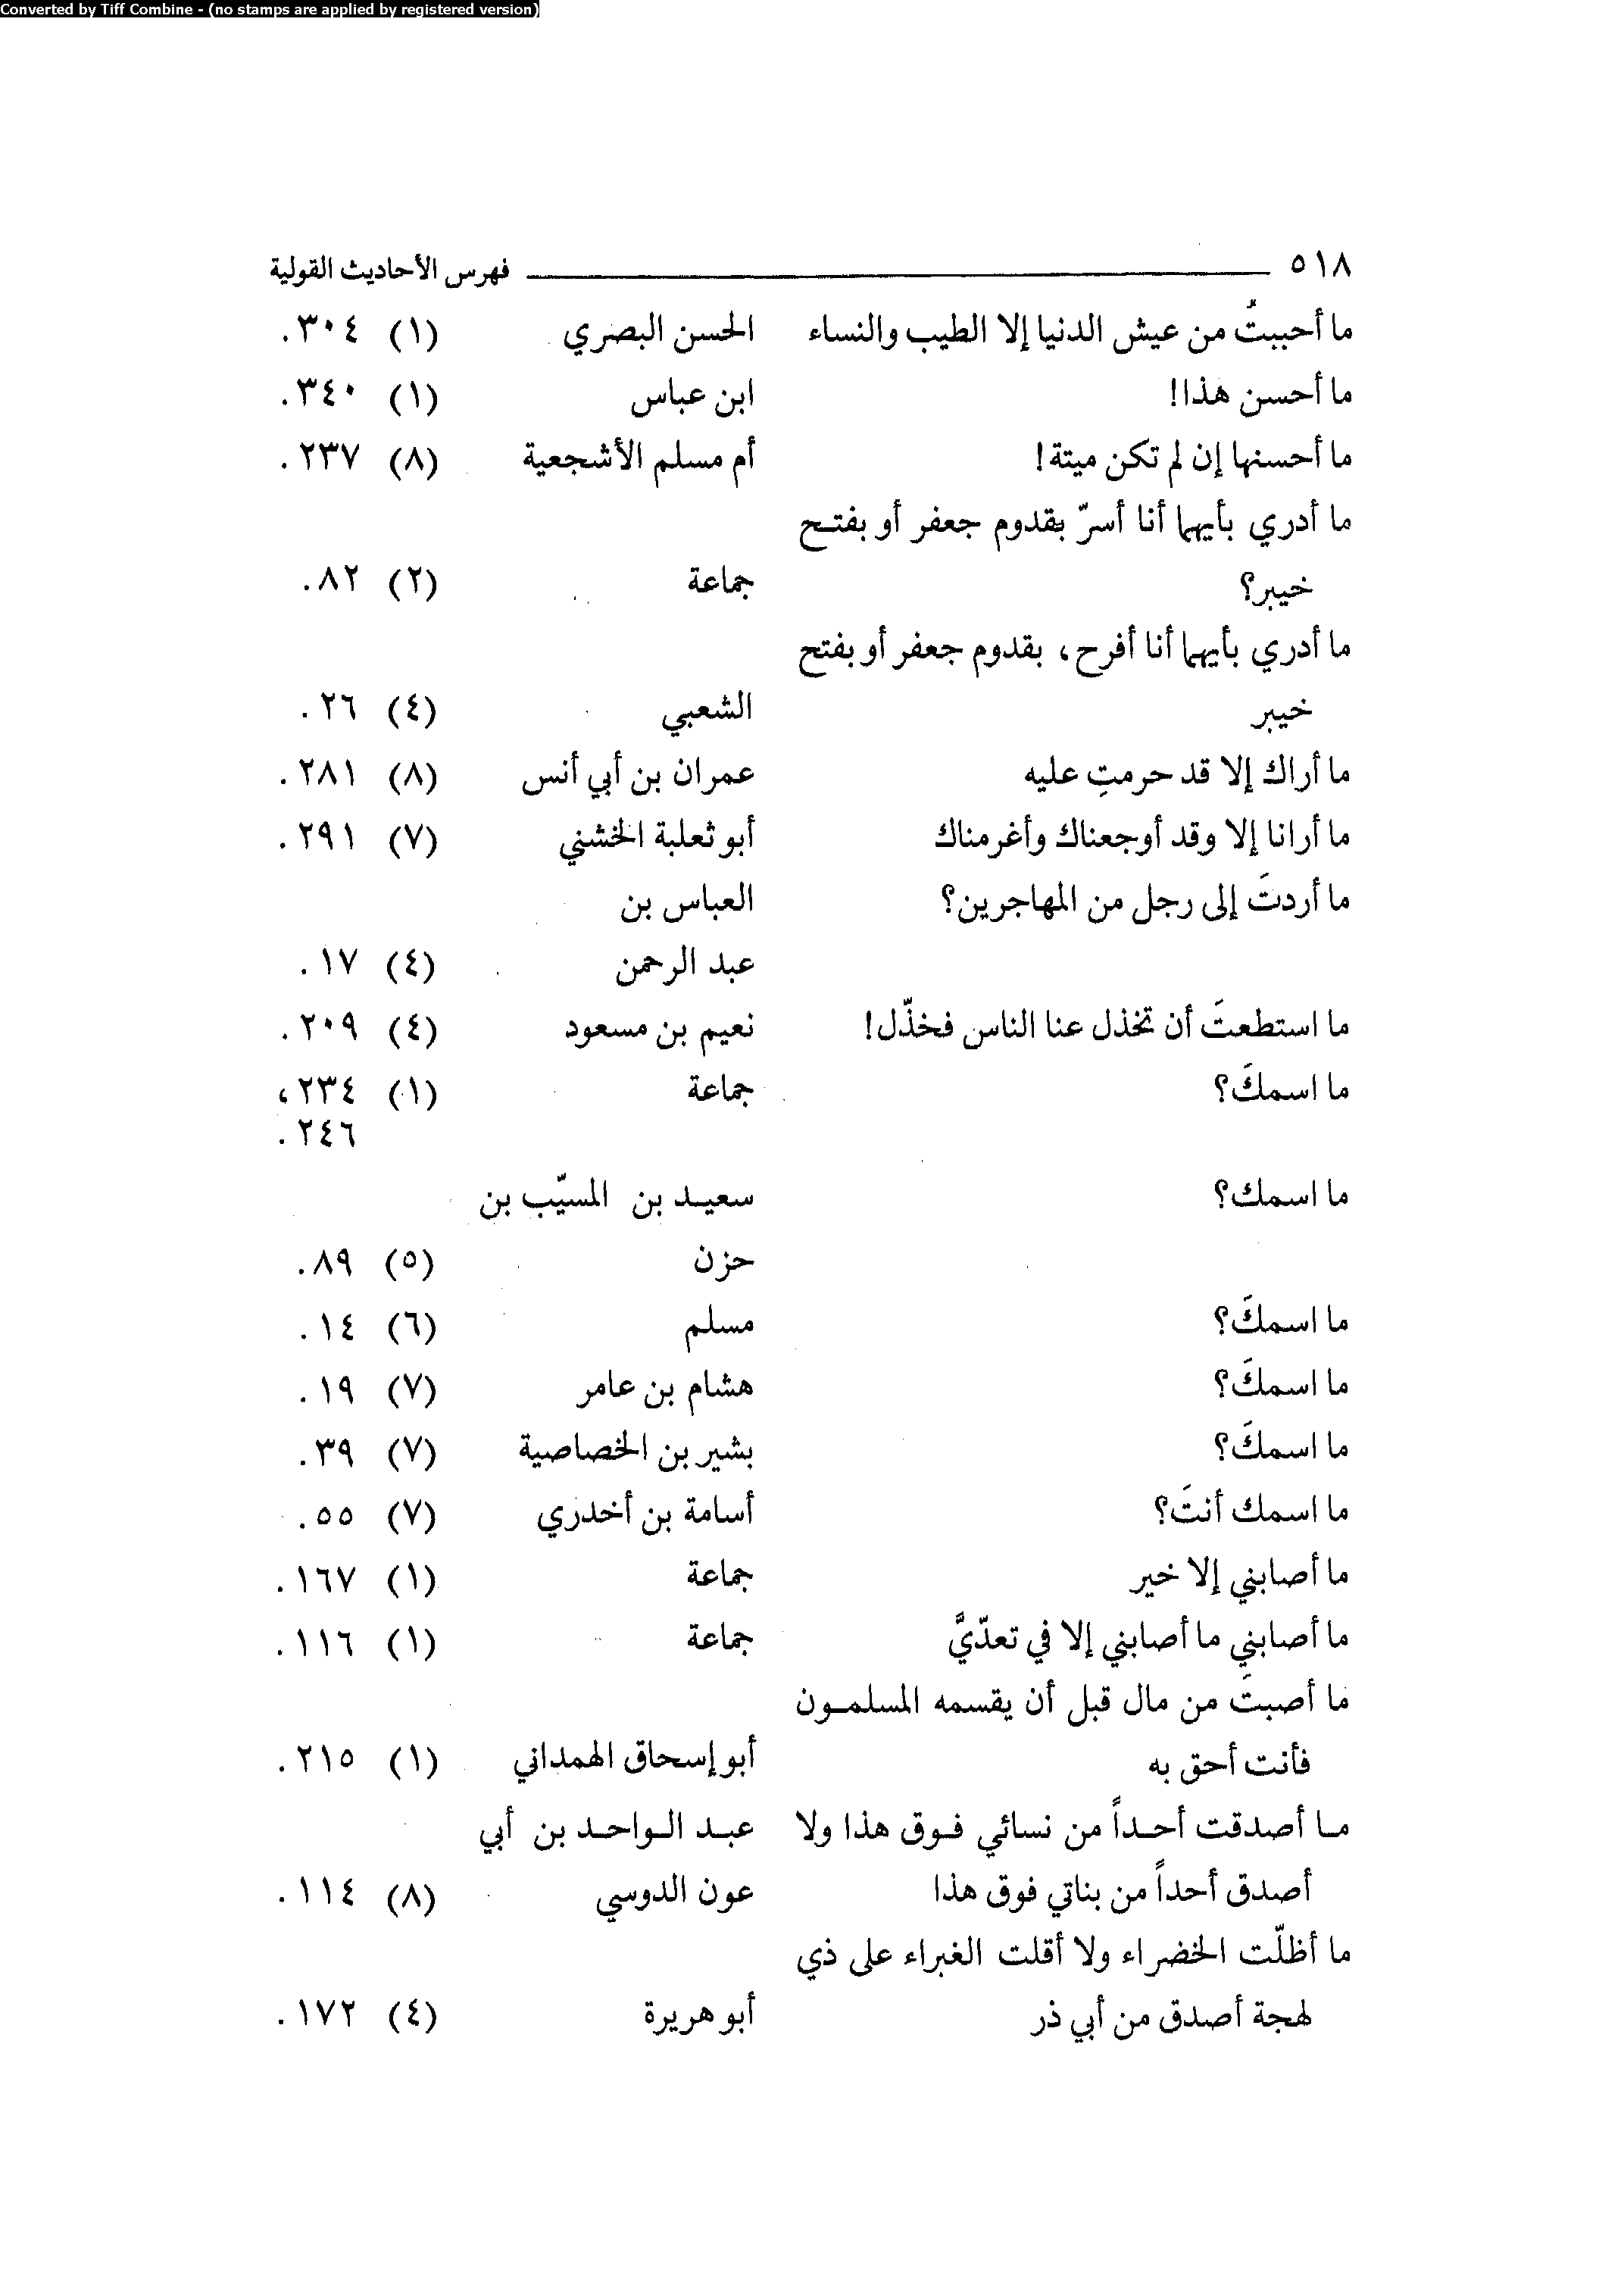 Converted by Tiff Combine - (no stamps are applied by registered version)
٥١٨ فهرس الأحاديث القولية
ما أحببتُ من عيش الدنيا إلا الطيب والنساء الحسن البصري (١) ٣٠٤.
ما أحسن هذا! ابن عباس (١) ٣٤٠.
ما أحسنها إن لم تكن ميتة! أم مسلم الأشجعية (٨) ٢٣٧.
ما أدري بأيهما أنا أسرّ بقدوم جعفر أو بفتح
خيبر؟ جماعة (٢) ٨٢.
ما أدري بأيهما أنا أفرح، بقدوم جعفر أو بفتح
خيبر الشعبي (٤) ٢٦.
ما أراك إلا قد حرمتِ عليه عمران بن أبي أنس (٨) ٢٨١.
ما أرانا إلا وقد أوجعناك وأغرمناك أبو ثعلبة الخشني (٧) ٢٩١.
ما أردتَ إلى رجل من المهاجرين؟ العباس بن
عبد الرحمن (٤) ١٧.
ما استطعتَ أن تخذل عنا الناس فخذّل! نعيم بن مسعود (٤) ٢٠٩.
ما اسمكَ؟ جماعة (١) ٢٣٤،
٢٤٦.
ما اسمك؟ سعيد بن المسيّب بن
حزن (٥) ٨٩.
ما اسمكَ؟ مسلم (٦) ١٤.
ما اسمكَ؟ هشام بن عامر (٧) ١٩.
ما اسمكَ؟ بشير بن الخصاصية (٧) ٣٩.
ما اسمك أنتَ؟ أسامة بن أخدري (٧) ٥٥.
ما أصابني إلا خير جماعة (١) ١٦٧.
ما أصابني ما أصابني إلا في تعدّيَّ جماعة (١) ١١٦.
ما أصبتَ من مال قبل أن يقسمه المسلمون
فأنت أحق به أبو إسحاق الهمداني (١) ٢١٥.
ما أصدقت أحداً من نسائي فوق هذا ولا عبد الواحد بن أبي
أصدق أحداً من بناتي فوق هذا عون الدوسي (٨) ١١٤.
ما أظلّت الخضراء ولا أقلت الغبراء على ذي
لهجة أصدق من أبي ذر أبو هريرة (٤) ١٧٢.